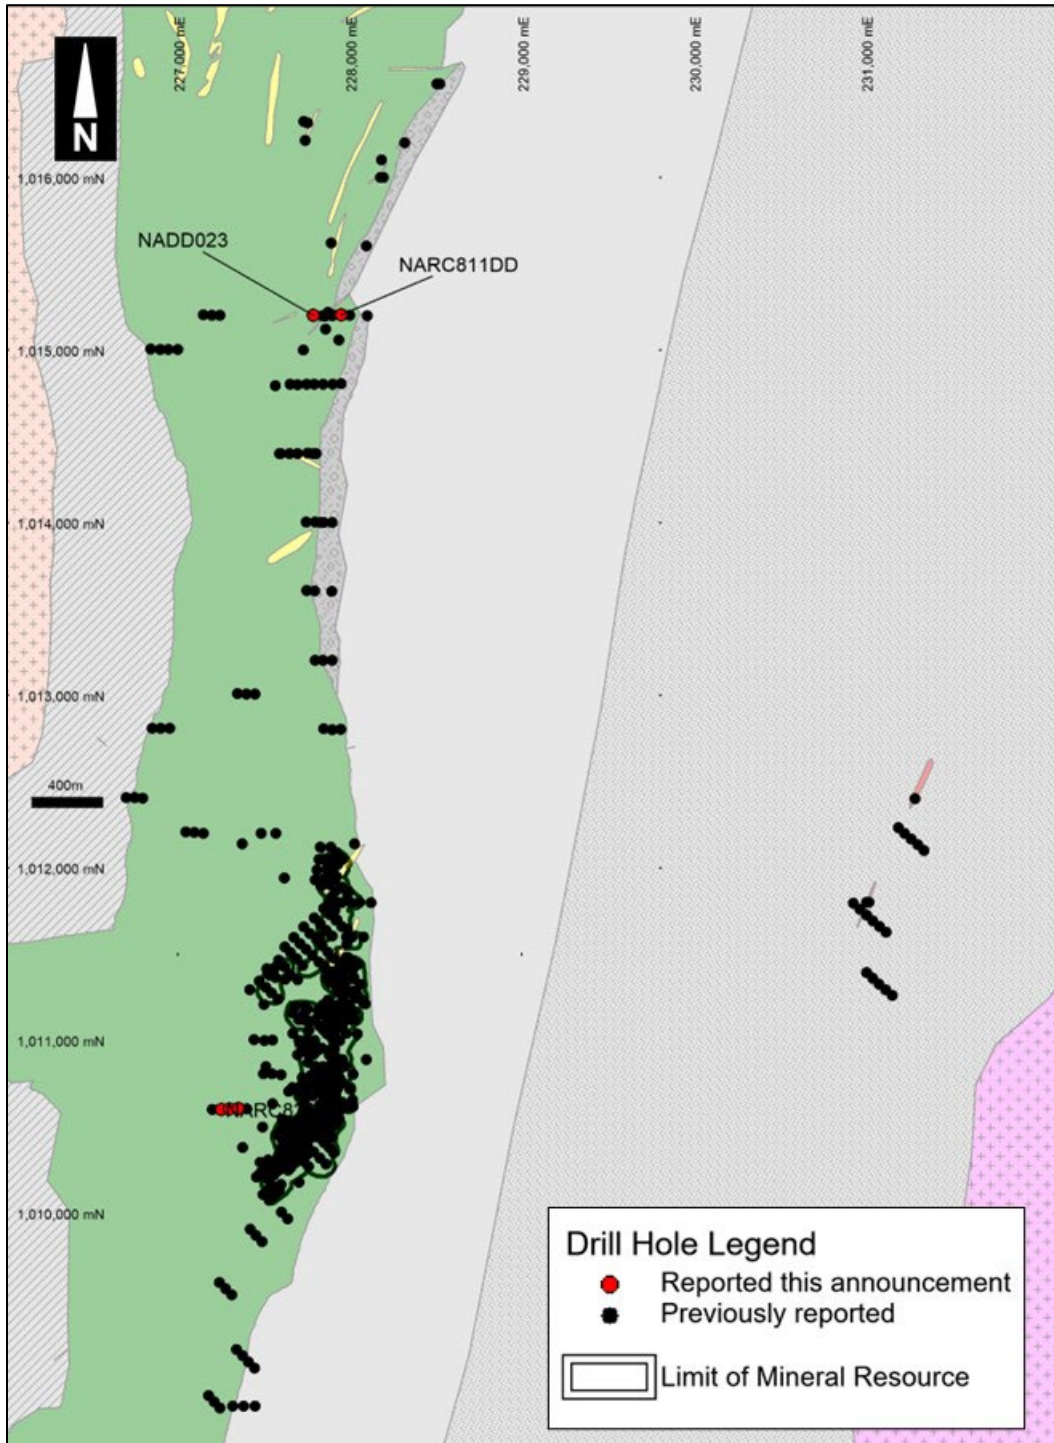 227,000 mE
228,000 mE
229,000 mE
230,000 mE
231,000 mE
N
1,016,000 mN
NADD023
NARC811DD
1,015,000 mN
1,014,000 mN
1,013,000 mN
400m
1,012,000 mN
1,011,000 mN
1,010,000 mN
Drill Hole Legend
Reported this announcement
Previously reported
Limit of Mineral Resource